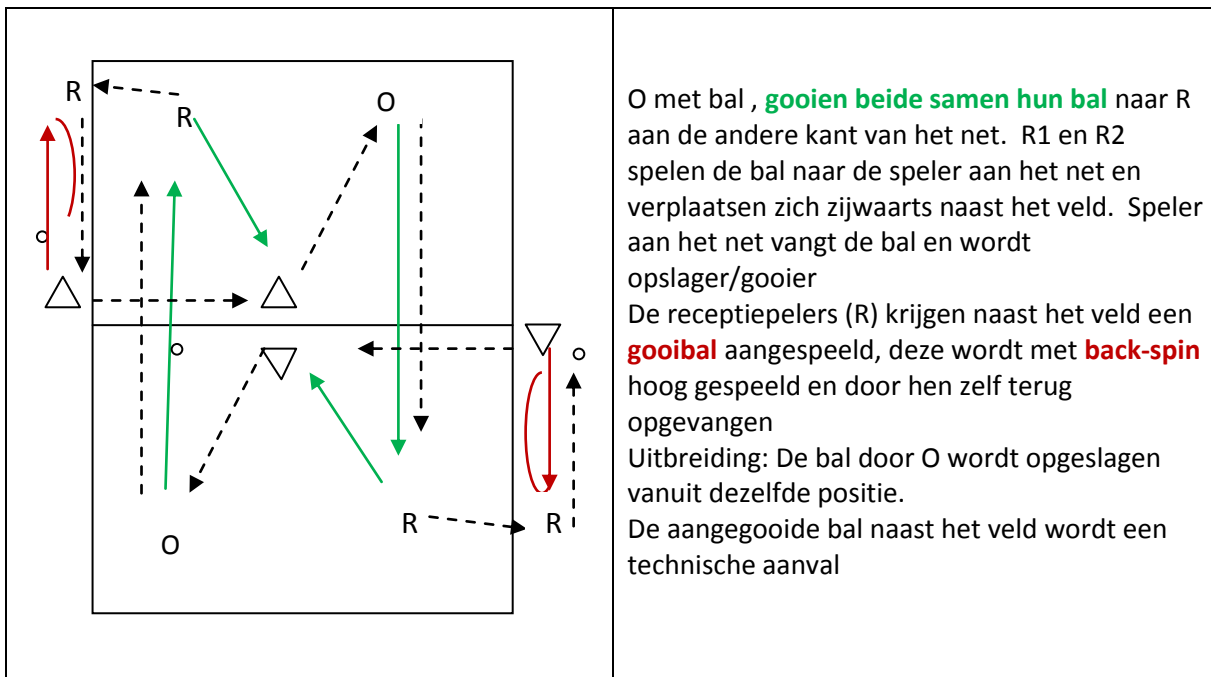 R
R
O
O
R
R
O met bal , gooien beide samen hun bal naar R
aan de andere kant van het net.  R1 en R2
spelen de bal naar de speler aan het net en
verplaatsen zich zijwaarts naast het veld.  Speler
aan het net vangt de bal en wordt
opslager/gooier
De receptiepelers (R) krijgen naast het veld een
gooibal aangespeeld, deze wordt met back-spin
hoog gespeeld en door hen zelf terug
opgevangen
Uitbreiding: De bal door O wordt opgeslagen
vanuit dezelfde positie.
De aangegooide bal naast het veld wordt een
technische aanval